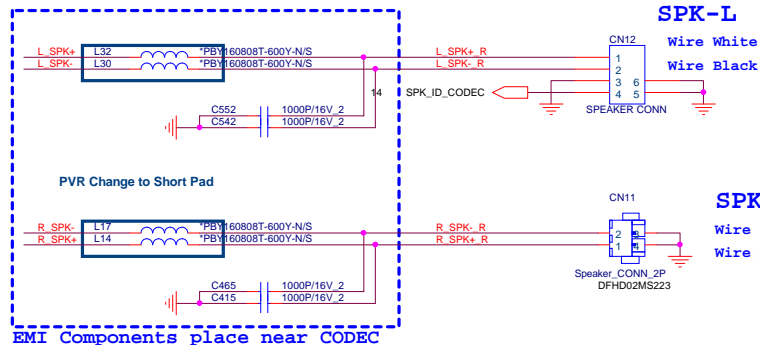 SPK-L
CN12
Wire White
Wire Black
L_SPK+ L32 *PBY160808T-600Y-N/S L_SPK+_R 1
L_SPK- L30 *PBY160808T-600Y-N/S L_SPK-_R 2
3 6
4 5
14 SPK_ID_CODEC
SPEAKER CONN
C552 1000P/16V_2
C542 1000P/16V_2
PVR Change to Short Pad
CN11
SPK
R_SPK- L17 *PBY160808T-600Y-N/S R_SPK-_R 2
Wire
R_SPK+ L14 *PBY160808T-600Y-N/S R_SPK+_R 1
Wire
Speaker_CONN_2P
DFHD02MS223
C465 1000P/16V_2
C415 1000P/16V_2
EMI Components place near CODEC